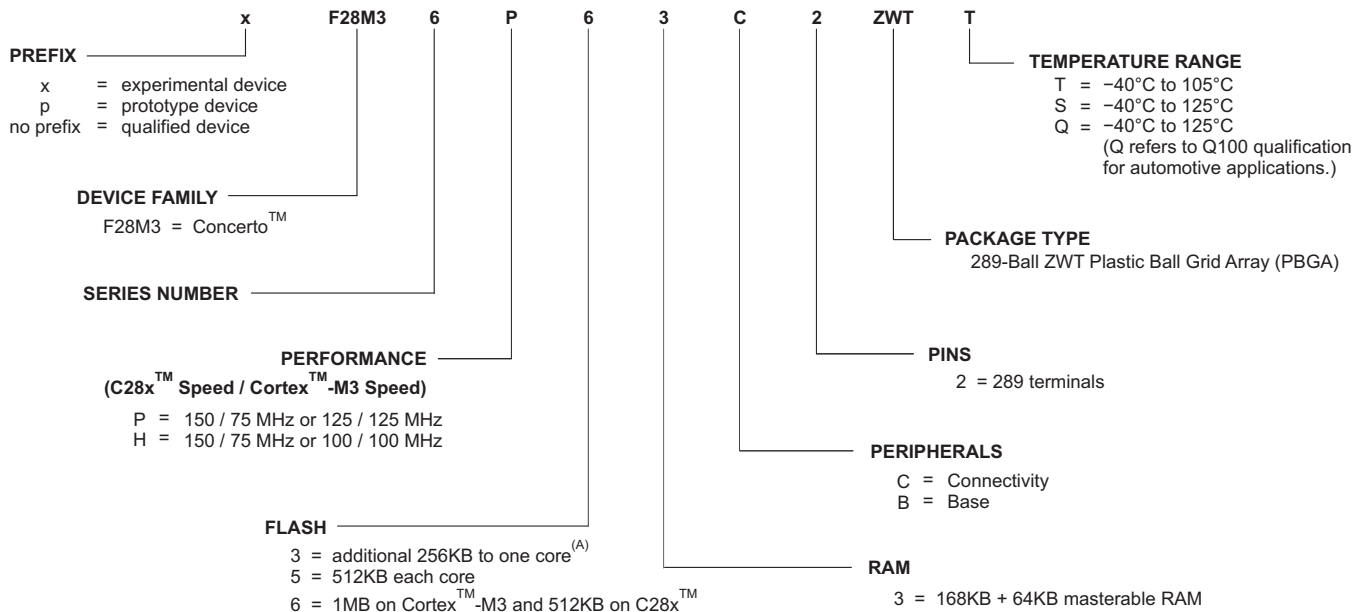 x F28M3 6 P 6 3 C 2 ZWT T
PREFIX
x = experimental device
p = prototype device
no prefix = qualified device
TEMPERATURE RANGE
T = −40°C to 105°C
S = −40°C to 125°C
Q = −40°C to 125°C
(Q refers to Q100 qualification
for automotive applications.)
DEVICE FAMILY
F28M3 = Concerto™
PACKAGE TYPE
289-Ball ZWT Plastic Ball Grid Array (PBGA)
SERIES NUMBER
PERFORMANCE
(C28x™ Speed / Cortex™-M3 Speed)
P = 150 / 75 MHz or 125 / 125 MHz
H = 150 / 75 MHz or 100 / 100 MHz
PINS
2 = 289 terminals
PERIPHERALS
C = Connectivity
B = Base
FLASH
3 = additional 256KB to one core(A)
5 = 512KB each core
6 = 1MB on Cortex™-M3 and 512KB on C28x™
RAM
3 = 168KB + 64KB masterable RAM